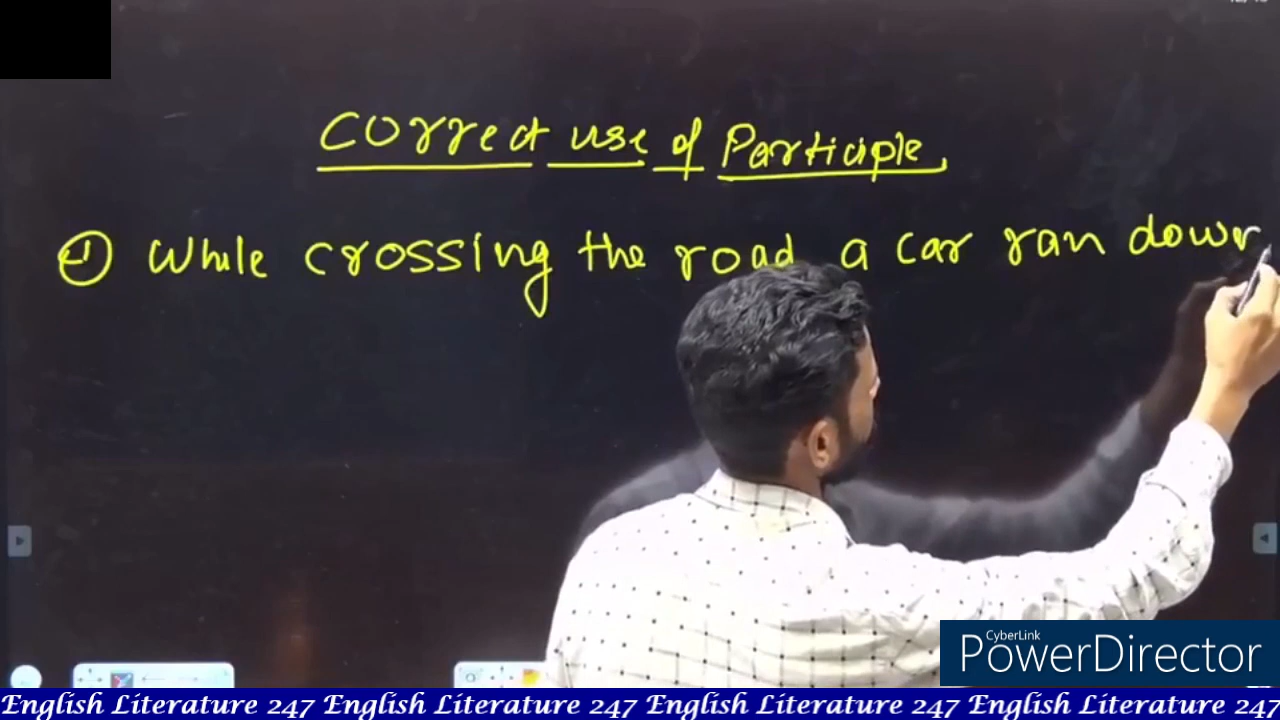 Correct use of Participle,
1 While crossing the road a car ran down
CyberLink
PowerDirector
English Literature 247 English Literature 247 English Literature 247 English Literature 247